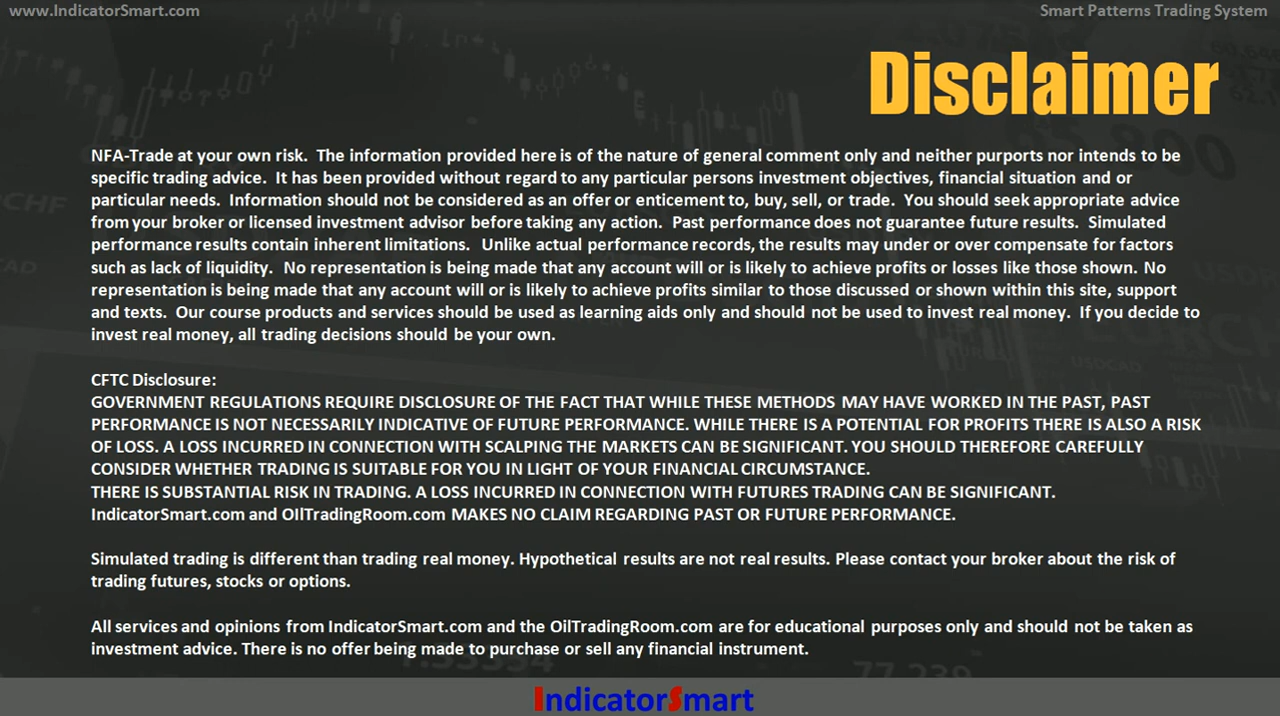 www.IndicatorSmart.com
Smart Patterns Trading System
Disclaimer
NFA-Trade at your own risk.  The information provided here is of the nature of general comment only and neither purports nor intends to be
specific trading advice.  It has been provided without regard to any particular persons investment objectives, financial situation and or
particular needs.  Information should not be considered as an offer or enticement to, buy, sell, or trade.  You should seek appropriate advice
from your broker or licensed investment advisor before taking any action.  Past performance does not guarantee future results.  Simulated
performance results contain inherent limitations.  Unlike actual performance records, the results may under or over compensate for factors
such as lack of liquidity.  No representation is being made that any account will or is likely to achieve profits or losses like those shown. No
representation is being made that any account will or is likely to achieve profits similar to those discussed or shown within this site, support
and texts.  Our course products and services should be used as learning aids only and should not be used to invest real money.  If you decide to
invest real money, all trading decisions should be your own.
CFTC Disclosure:
GOVERNMENT REGULATIONS REQUIRE DISCLOSURE OF THE FACT THAT WHILE THESE METHODS MAY HAVE WORKED IN THE PAST, PAST
PERFORMANCE IS NOT NECESSARILY INDICATIVE OF FUTURE PERFORMANCE. WHILE THERE IS A POTENTIAL FOR PROFITS THERE IS ALSO A RISK
OF LOSS. A LOSS INCURRED IN CONNECTION WITH SCALPING THE MARKETS CAN BE SIGNIFICANT. YOU SHOULD THEREFORE CAREFULLY
CONSIDER WHETHER TRADING IS SUITABLE FOR YOU IN LIGHT OF YOUR FINANCIAL CIRCUMSTANCE.
THERE IS SUBSTANTIAL RISK IN TRADING. A LOSS INCURRED IN CONNECTION WITH FUTURES TRADING CAN BE SIGNIFICANT.
IndicatorSmart.com and OIlTradingRoom.com MAKES NO CLAIM REGARDING PAST OR FUTURE PERFORMANCE.
Simulated trading is different than trading real money. Hypothetical results are not real results. Please contact your broker about the risk of
trading futures, stocks or options.
All services and opinions from IndicatorSmart.com and the OilTradingRoom.com are for educational purposes only and should not be taken as
investment advice. There is no offer being made to purchase or sell any financial instrument.
IndicatorSmart